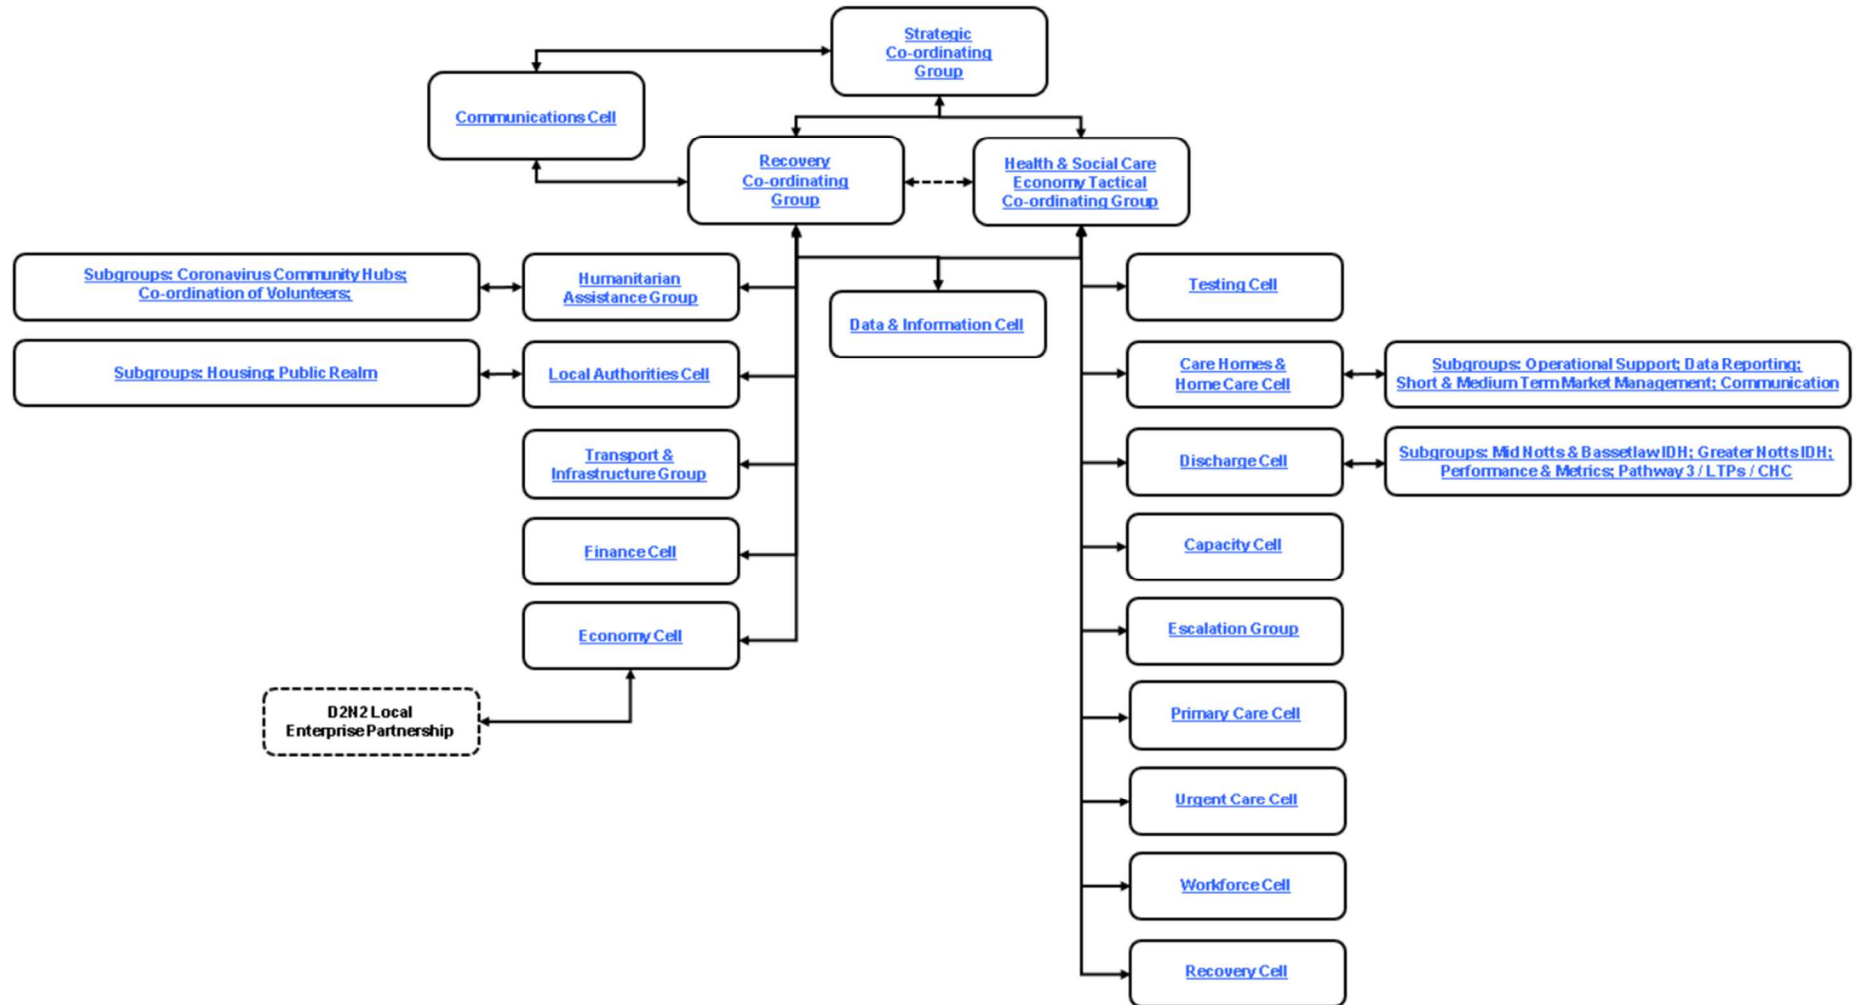 Strategic
Co-ordinating
Group
Communications Cell
Recovery
Co-ordinating
Group
Health & Social Care
Economy Tactical
Co-ordinating Group
Subgroups: Coronavirus Community Hubs;
Co-ordination of Volunteers;
Humanitarian
Assistance Group
Data & Information Cell
Testing Cell
Subgroups: Housing; Public Realm
Local Authorities Cell
Care Homes &
Home Care Cell
Subgroups: Operational Support; Data Reporting;
Short & Medium Term Market Management; Communication
Transport &
Infrastructure Group
Discharge Cell
Subgroups: Mid Notts & Bassetlaw IDH; Greater Notts IDH;
Performance & Metrics; Pathway 3 / LTPs / CHC
Finance Cell
Capacity Cell
Economy Cell
Escalation Group
D2N2 Local
Enterprise Partnership
Primary Care Cell
Urgent Care Cell
Workforce Cell
Recovery Cell